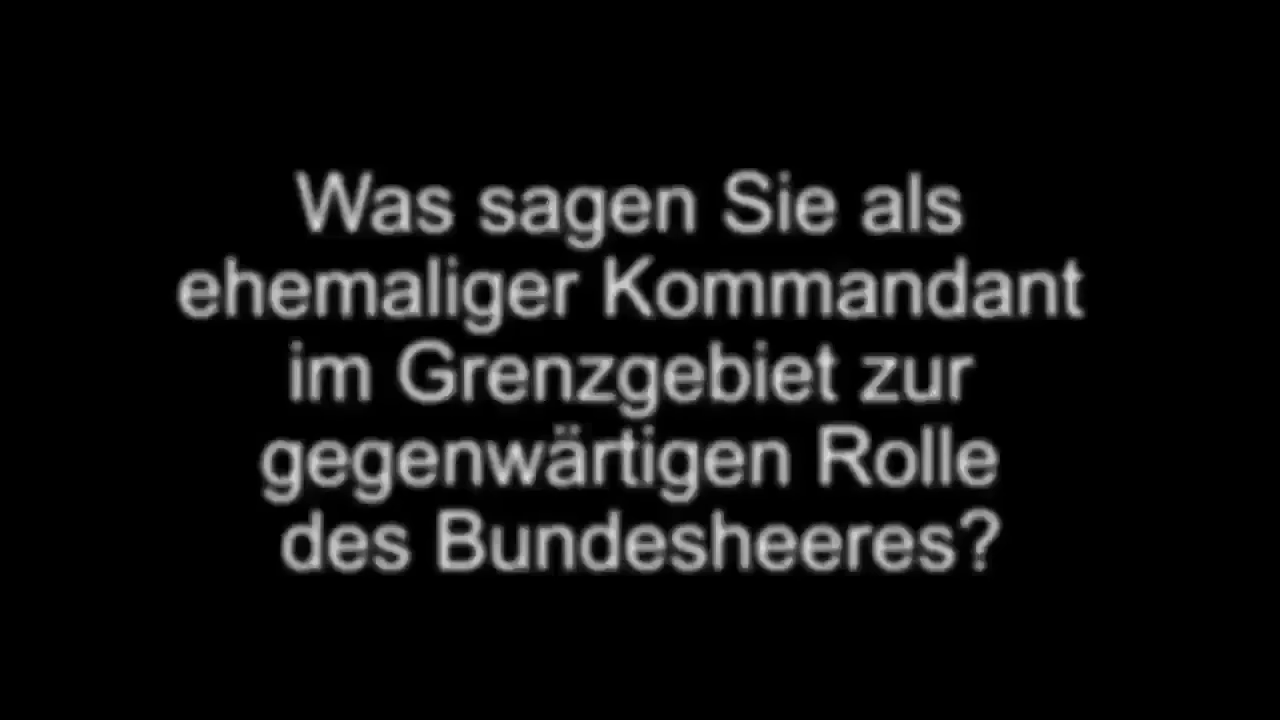 Was sagen Sie als
ehemaliger Kommandant
im Grenzgebiet zur
gegenwärtigen Rolle
des Bundesheeres?